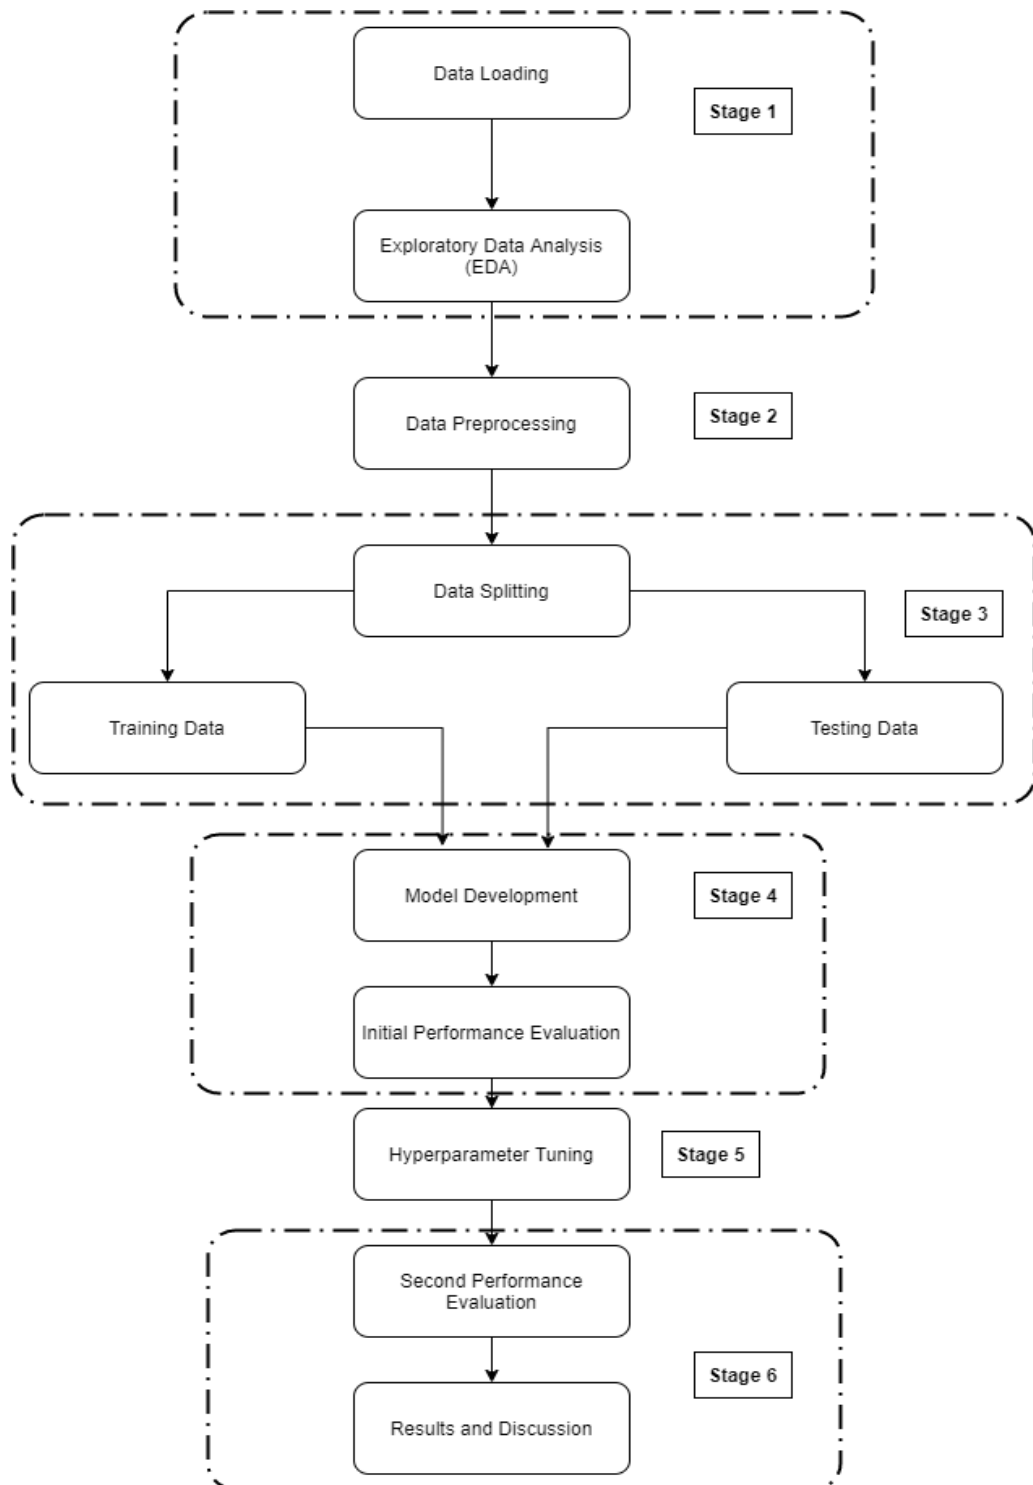 Data Loading
Stage 1
Exploratory Data Analysis
(EDA)
Data Preprocessing
Stage 2
Data Splitting
Stage 3
Training Data
Testing Data
Model Development
Stage 4
Initial Performance Evaluation
Hyperparameter Tuning
Stage 5
Second Performance
Evaluation
Stage 6
Results and Discussion